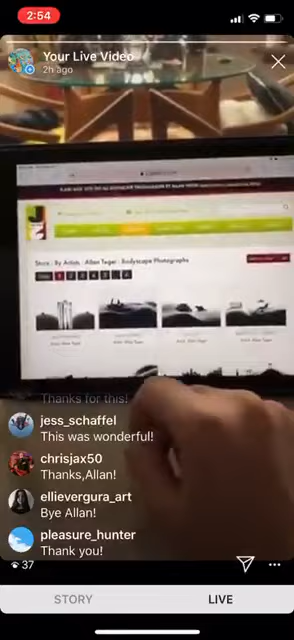 2:54
Your Live Video
2h ago
Store : By Artists : Allan Teger : Bodyscape Photographs
Thanks for this!
jess_schaffel
This was wonderful!
chrisjax50
Thanks,Allan!
ellievergura_art
Bye Allan!
pleasure_hunter
Thank you!
37
STORY
LIVE